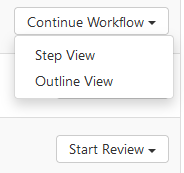 Continue Workflow
Step View
Outline View
Start Review